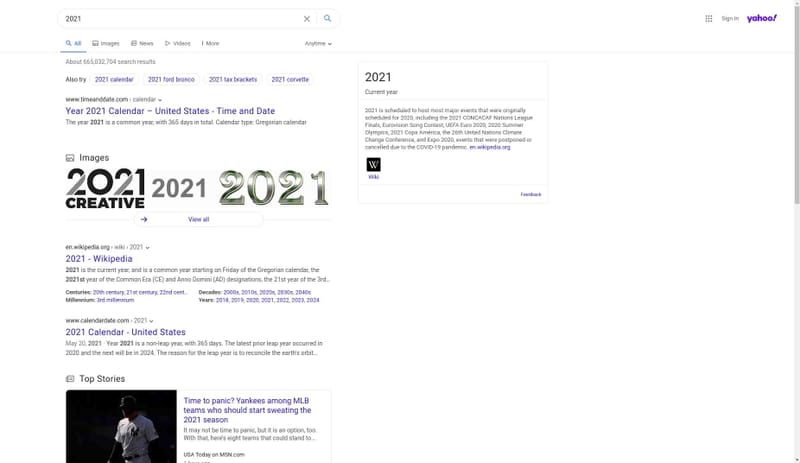 2021
Sign In
yahoo!
All
Images
News
Videos
More
Anytime
About 665,032,704 search results
Also try
2021 calendar
2021 ford bronco
2021 tax brackets
2021 corvette
www.timeanddate.com › calendar
Year 2021 Calendar – United States - Time and Date
The year 2021 is a common year, with 365 days in total. Calendar type: Gregorian calendar
Images
2021
CREATIVE
2021
2021
View all
en.wikipedia.org › wiki › 2021
2021 - Wikipedia
2021 is the current year, and is a common year starting on Friday of the Gregorian calendar, the
2021st year of the Common Era (CE) and Anno Domini (AD) designations, the 21st year of the 3rd...
Centuries: 20th century, 21st century, 22nd cent...
Decades: 2000s, 2010s, 2020s, 2030s, 2040s
Millennium: 3rd millennium
Years: 2018, 2019, 2020, 2021, 2022, 2023, 2024
www.calendardate.com › 2021
2021 Calendar - United States
May 20, 2021 · Year 2021 is a non-leap year, with 365 days. The latest prior leap year occurred in
2020 and the next will be in 2024. The reason for the leap year is to reconcile the earth's orbit...
Top Stories
Time to panic? Yankees among MLB
teams who should start sweating the
2021 season
It may not be time to panic, but it is an option, too.
With that, here's eight teams that could stand to...
USA Today on MSN.com
2021
Current year
2021 is scheduled to host most major events that were originally
scheduled for 2020, including the 2021 CONCACAF Nations League
Finals, Eurovision Song Contest, UEFA Euro 2020, 2020 Summer
Olympics, 2021 Copa América, the 26th United Nations Climate
Change Conference, and Expo 2020, events that were postponed or
cancelled due to the COVID-19 pandemic. en.wikipedia.org
W
Wiki
Feedback